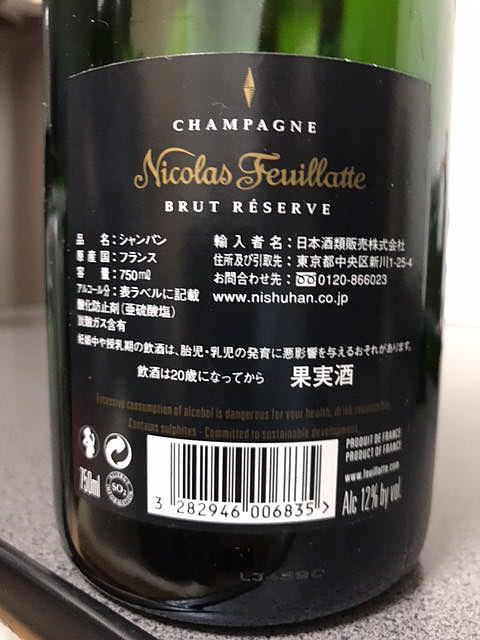 CHAMPAGNE
Nicolas Feuillatte
BRUT RÉSERVE
品　名：シャンパン
原産国：フランス
容　量：750mℓ
アルコール分：表ラベルに記載
酸化防止剤(亜硫酸塩)
炭酸ガス含有
輸入者名：日本酒類販売株式会社
住所及び引取先：東京都中央区新川1-25-4
お問合わせ先：0120-866023
www.nishuhan.co.jp
妊娠中や授乳期の飲酒は、胎児・乳児の発育に悪影響を与えるおそれがあります。
飲酒は20歳になってから　果実酒
Excessive consumption of alcohol is dangerous for your health, drink responsible
Contains sulphites - Committed to sustainable development
750ml
SO2
3 282946 006835 >
PRODUIT DE FRANCE
PRODUCT OF FRANCE
www.feuillatte.com
Alc 12% by vol.